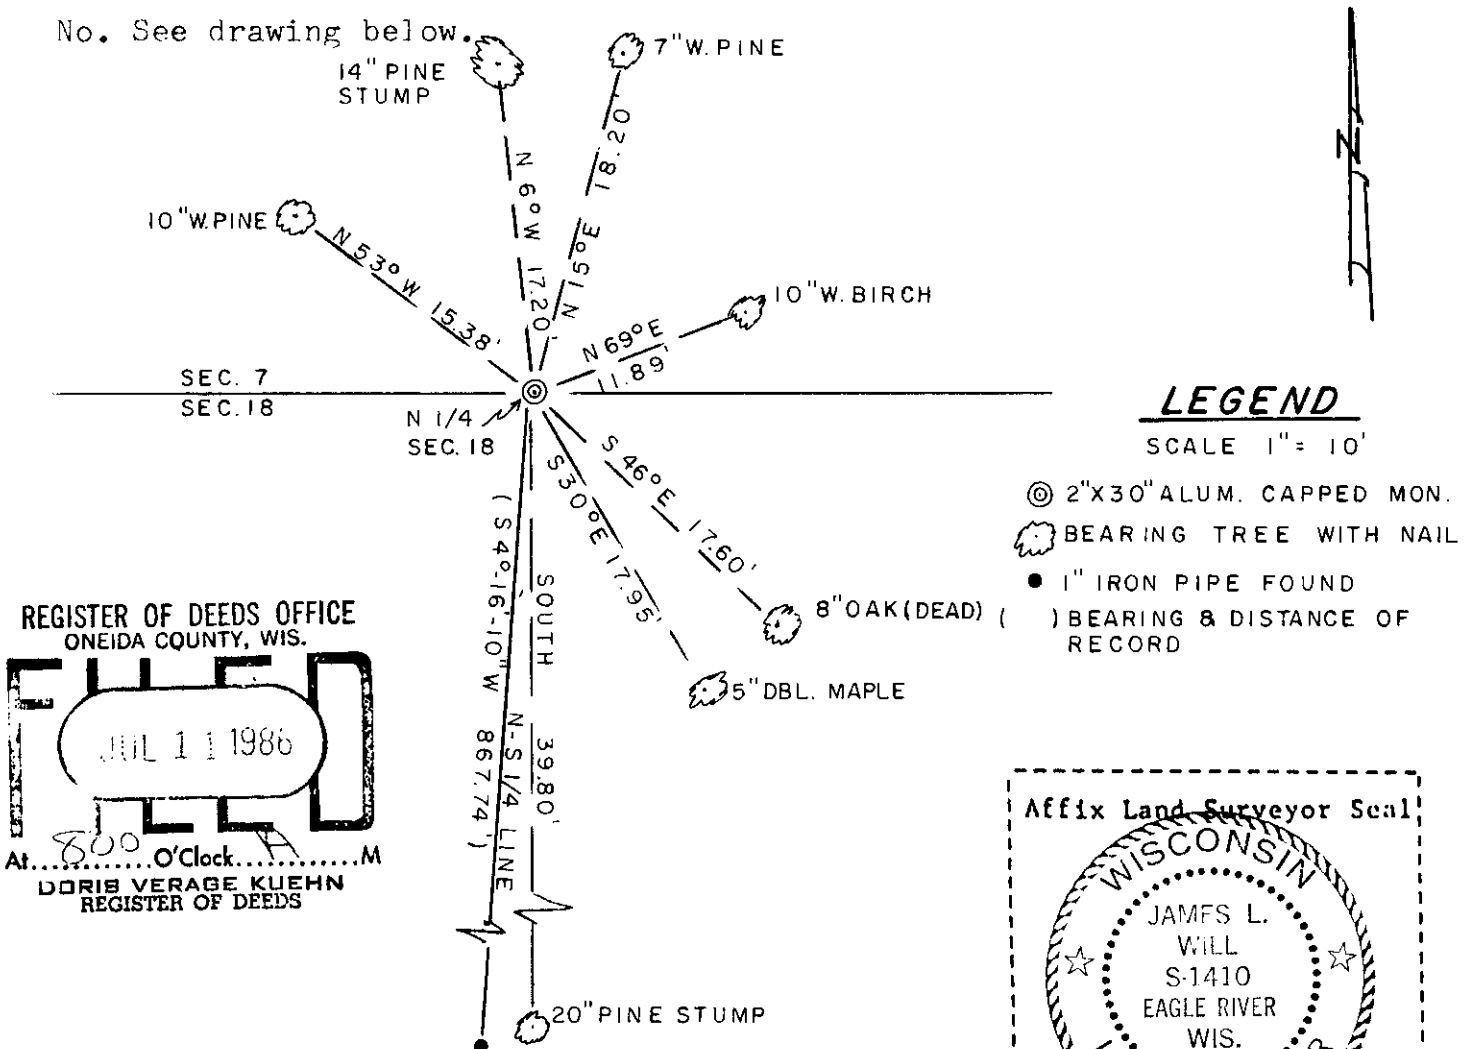 No. See drawing below.
14" PINE
STUMP
7"W. PINE
N 6°W 17.20'
N 15°E 18.20'
10"W.PINE
N 53°W 15.38'
10"W. BIRCH
N 69°E
11.89'
SEC. 7
SEC. 18
N 1/4
SEC. 18
N
LEGEND
SCALE 1"= 10'
2"X30" ALUM. CAPPED MON.
BEARING TREE WITH NAIL
1" IRON PIPE FOUND
( ) BEARING & DISTANCE OF
RECORD
S 46°E 17.60'
S 30°E 17.95'
8"OAK (DEAD)
5"DBL. MAPLE
(S 4°-16'-10"W 867.74')
N-S 1/4 LINE
SOUTH 39.80'
20"PINE STUMP
REGISTER OF DEEDS OFFICE
ONEIDA COUNTY, WIS.
FILED
JUL 11 1986
At 800 O'Clock A M
DORIS VERAGE KUEHN
REGISTER OF DEEDS
Affix Land Surveyor Seal
WISCONSIN
JAMES L.
WILL
S-1410
EAGLE RIVER
WIS.